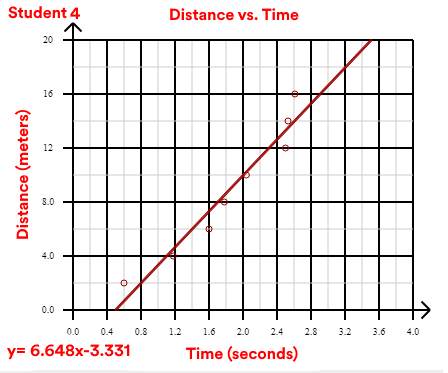 Student 4
Distance vs. Time
Distance (meters)
20
16
12
8.0
4.0
0.0
0.0 0.4 0.8 1.2 1.6 2.0 2.4 2.8 3.2 3.6 4.0
y= 6.648x-3.331
Time (seconds)